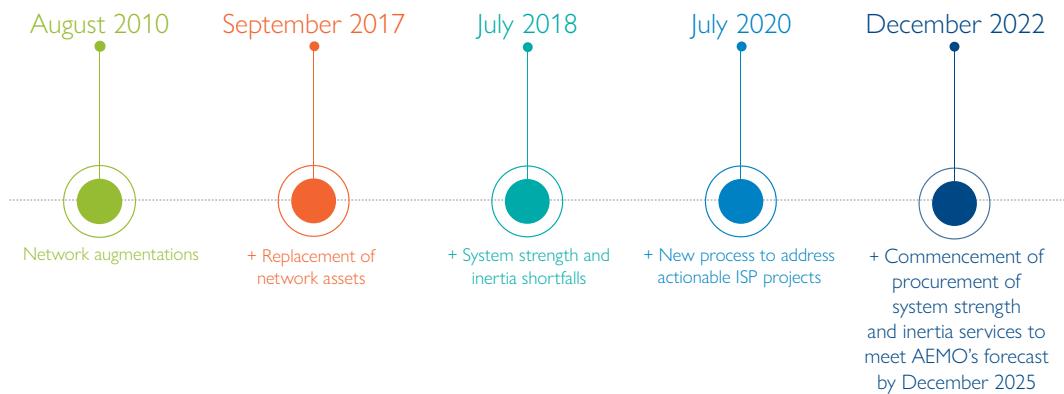 August 2010
September 2017
July 2018
July 2020
December 2022
Network augmentations
+ Replacement of
network assets
+ System strength and
inertia shortfalls
+ New process to address
actionable ISP projects
+ Commencement of
procurement of
system strength
and inertia services to
meet AEMO’s forecast
by December 2025